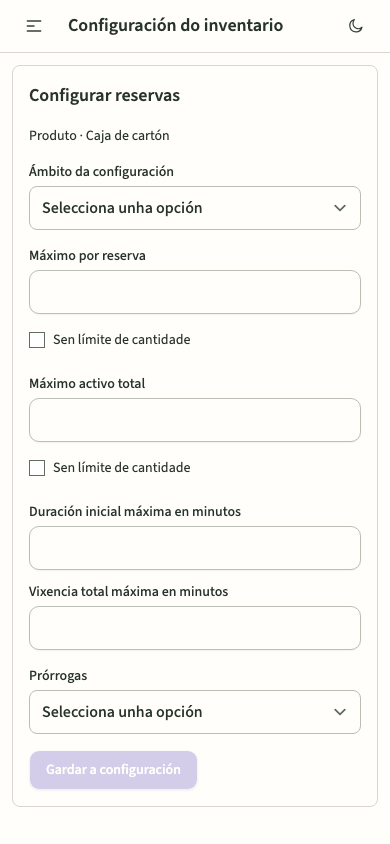 Configuración do inventario
Configurar reservas
Produto · Caja de cartón
Ámbito da configuración
Selecciona unha opción
Máximo por reserva
Sen límite de cantidade
Máximo activo total
Sen límite de cantidade
Duración inicial máxima en minutos
Vixencia total máxima en minutos
Prórrogas
Selecciona unha opción
Gardar a configuración